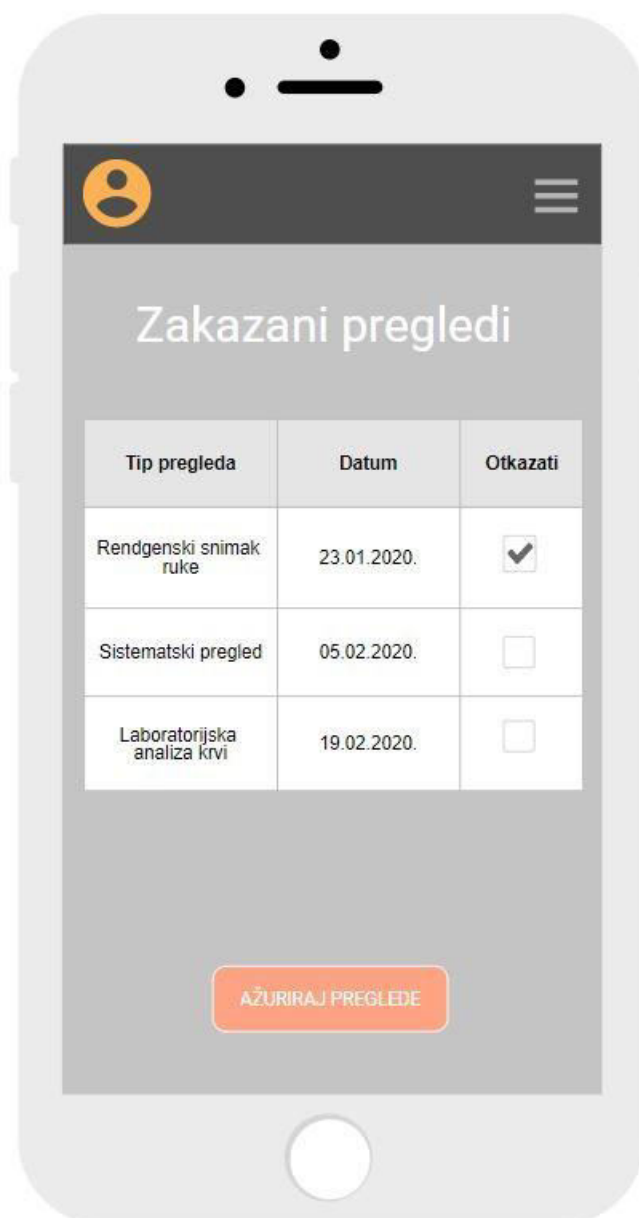 Zakazani pregledi
Tip pregleda Datum Otkazati
Rendgenski snimak
ruke
23.01.2020.
Sistematski pregled 05.02.2020.
Laboratorijska
analiza krvi
19.02.2020.
AŽURIRAJ PREGLEDE